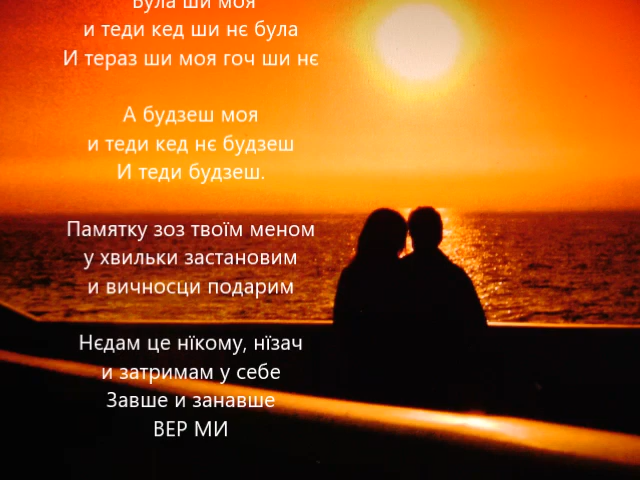 Була ши моя
и теди кед ши нє була
И тераз ши моя гоч ши нє
А будзеш моя
и теди кед нє будзеш
И теди будзеш.
Памятку зоз твоїм меном
у хвильки застановим
и вичносци подарим
Нєдам це нїкому, нїзач
и затримам у себе
Завше и занавше
ВЕР МИ